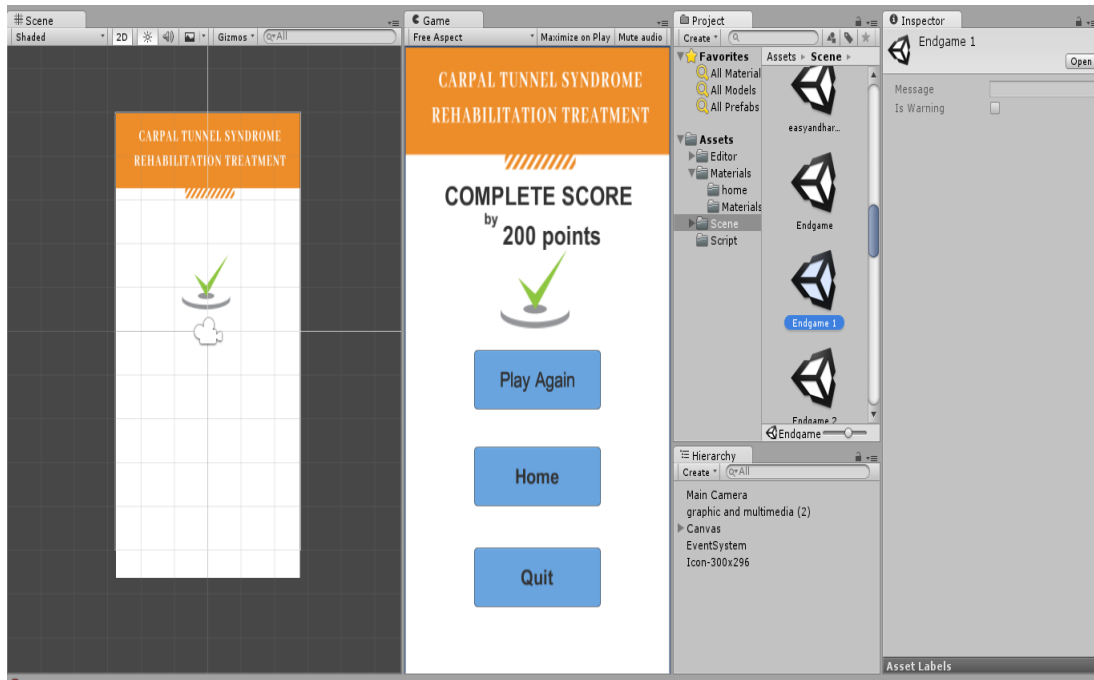 Scene
Shaded 2D Gizmos All
CARPAL TUNNEL SYNDROME
REHABILITATION TREATMENT
Game
Free Aspect Maximize on Play Mute audio
CARPAL TUNNEL SYNDROME
REHABILITATION TREATMENT
COMPLETE SCORE
by
200 points
Play Again
Home
Quit
Project
Create
Favorites
All Material
All Models
All Prefabs
Assets
Editor
Materials
home
Materials
Scene
Script
Assets Scene
easyandhar...
Endgame
Endgame 1
Endgame 2
Endgame
Hierarchy
Create All
Main Camera
graphic and multimedia (2)
Canvas
EventSystem
Icon-300x296
Inspector
Endgame 1
Open
Message
Is Warning
Asset Labels